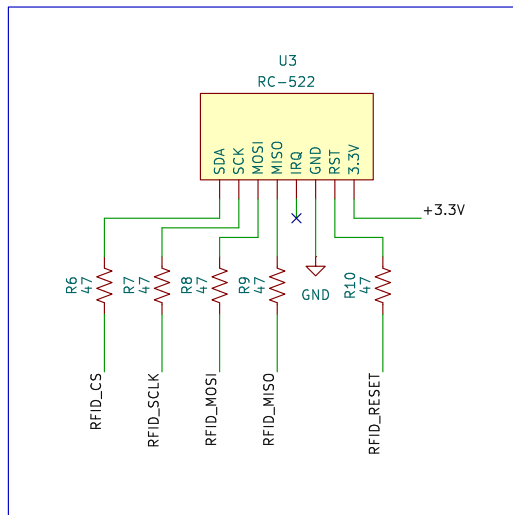 U3
RC-522
SDA
SCK
MOSI
MISO
IRQ
GND
RST
3.3V
+3.3V
R6
47
R7
47
R8
47
R9
47
GND
R10
47
RFID_CS
RFID_SCLK
RFID_MOSI
RFID_MISO
RFID_RESET